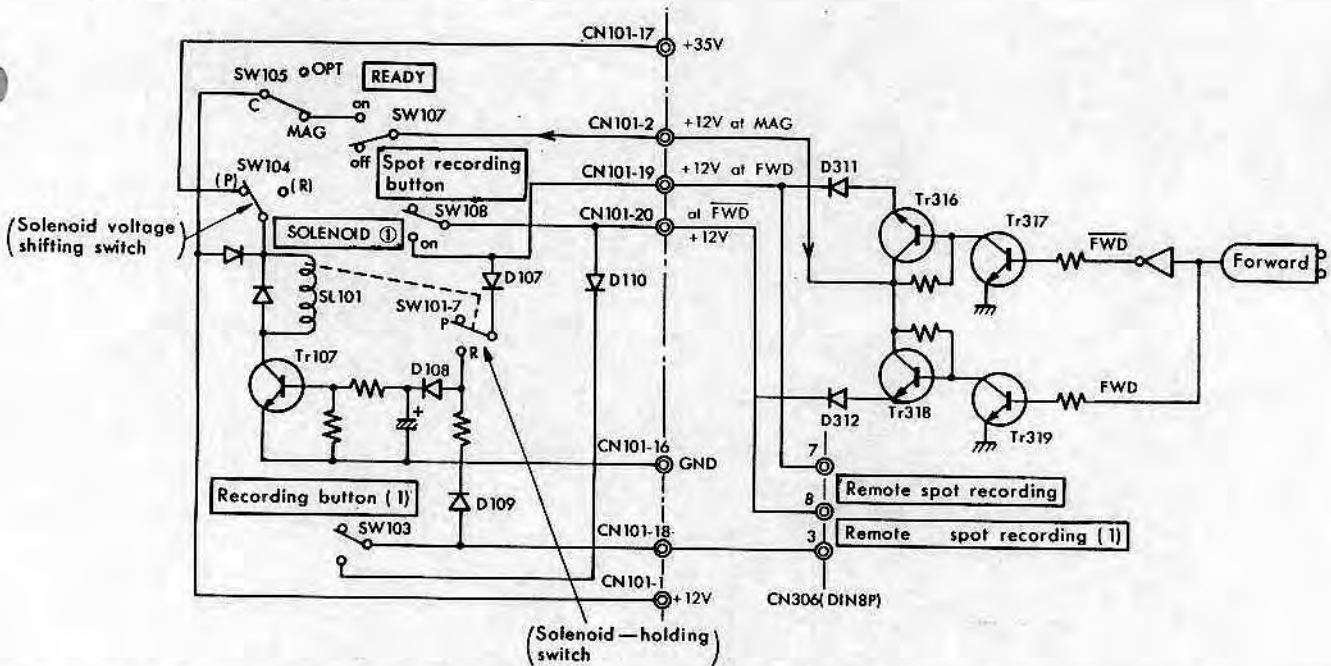 CN101-17
+35V
SW105
OPT
READY
C
on
SW107
MAG
CN101-2
+12V at MAG
off
SW104
(P)
(R)
Spot recording
button
CN101-19
+12V at FWD
D311
Tr316
(Solenoid voltage
shifting switch)
SOLENOID ①
SW108
on
CN101-20
at FWD
+12V
Tr317
FWD
Forward
D107
D110
SL101
SW101-7
P
R
Tr107
D108
D312
Tr318
FWD
Tr319
CN101-16
GND
7
Recording button (1)
D109
8
Remote spot recording
SW103
CN101-18
3
Remote spot recording (1)
CN101-1
+12V
CN306(DIN8P)
(Solenoid—holding
switch)